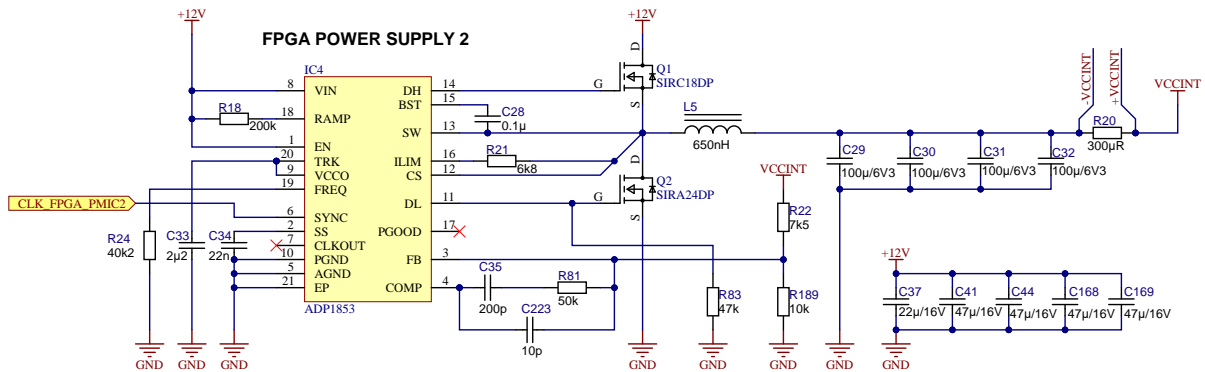 +12V
+12V
FPGA POWER SUPPLY 2
IC4
8 VIN
DH 14
BST 15
18 RAMP
SW 13
1 EN
20 TRK
ILIM 16
9 VCCO
CS 12
19 FREQ
DL 11
6 SYNC
2 SS
PGOOD 17
7 CLKOUT
10 PGND
FB 3
5 AGND
21 EP
COMP 4
ADP1853
R18
200k
CLK_FPGA_PMIC2
R24
40k2
C33
2µ2
C34
22n
GND
GND
GND
D
G
S
Q1
SIRC18DP
C28
0.1µ
R21
6k8
L5
650nH
D
G
S
Q2
SIRA24DP
C35
200p
R81
50k
C223
10p
R83
47k
GND
GND
VCCINT
R22
7k5
R189
10k
GND
C29
100µ/6V3
C30
100µ/6V3
C31
100µ/6V3
C32
100µ/6V3
GND
-VCCINT
+VCCINT
R20
300µR
VCCINT
+12V
C37
22µ/16V
C41
47µ/16V
C44
47µ/16V
C168
47µ/16V
C169
47µ/16V
GND